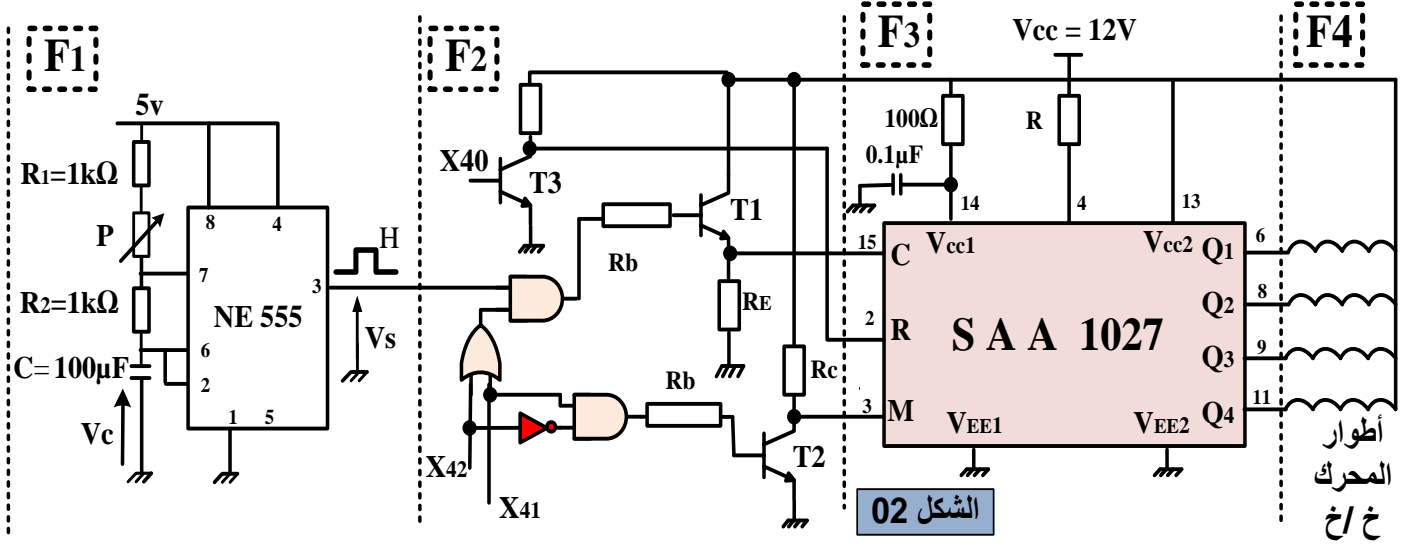 F1
F2
F3
F4
Vcc = 12V
5v
R1=1kΩ
P
R2=1kΩ
C= 100µF
Vc
8
4
7
3
6
2
1
5
NE 555
H
Vs
X40
T3
Rb
T1
RE
Rc
Rb
T2
X42
X41
100Ω
0.1µF
R
14
4
13
15
C
Vcc1
Vcc2
Q1
6
2
R
S A A 1027
Q2
8
Q3
9
3
M
VEE1
VEE2
Q4
11
أطوار
المحرك
خ /خ
الشكل 02